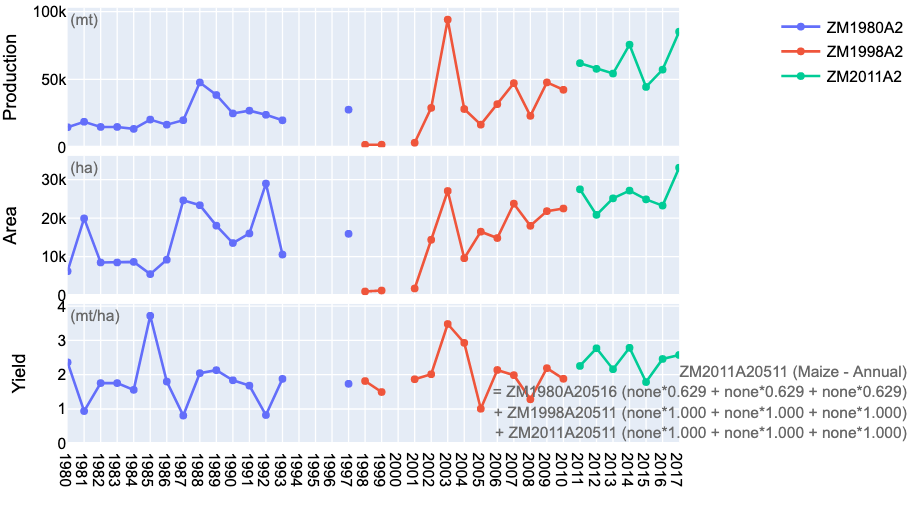 100k
(mt)
50k
0
Production
ZM1980A2
ZM1998A2
ZM2011A2
(ha)
30k
20k
10k
0
Area
4
(mt/ha)
3
2
1
0
Yield
ZM2011A20511 (Maize - Annual)
= ZM1980A20516 (none*0.629 + none*0.629 + none*0.629)
+ ZM1998A20511 (none*1.000 + none*1.000 + none*1.000)
+ ZM2011A20511 (none*1.000 + none*1.000 + none*1.000)
1980
1981
1982
1983
1984
1985
1986
1987
1988
1989
1990
1991
1992
1993
1994
1995
1996
1997
1998
1999
2000
2001
2002
2003
2004
2005
2006
2007
2008
2009
2010
2011
2012
2013
2014
2015
2016
2017